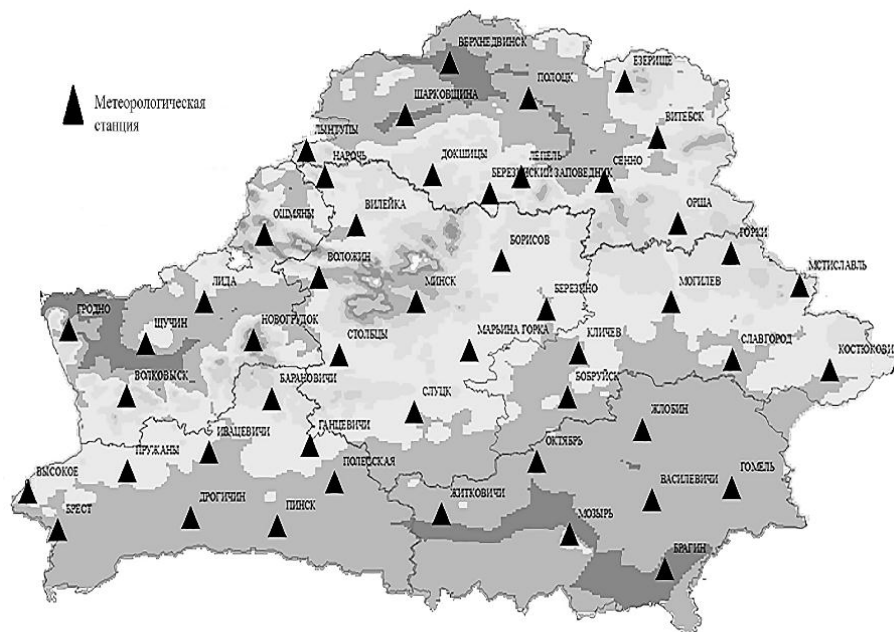 ВЕРХНЕДВИНСК
ЕЗЕРИЩЕ
ПОЛОЦК
ШАРКОВЩИНА
Метеорологическая
станция
ВИТЕБСК
ЛЫНТУПЫ
НАРОЧЬ
ДОКШИЦЫ
ЛЕПЕЛЬ
СЕННО
БЕРЕЗИНСКИЙ ЗАПОВЕДНИК
ОШМЯНЫ
ВИЛЕЙКА
ОРША
ГОРКИ
БОРИСОВ
ВОЛОЖИН
МСТИСЛАВЛЬ
ЛИДА
МИНСК
БЕРЕЗИНО
МОГИЛЕВ
ГРОДНО
ЩУЧИН
НОВОГРУДОК
СТОЛБЦЫ
МАРЬИНА ГОРКА
КЛИЧЕВ
СЛАВГОРОД
КОСТЮКОВИ
ВОЛКОВЫСК
БАРАНОВИЧИ
СЛУЦК
БОБРУЙСК
ЖЛОБИН
ИВАЦЕВИЧИ
ГАНЦЕВИЧИ
ПРУЖАНЫ
ОКТЯБРЬ
ВЫСОКОЕ
ПОЛЕССКАЯ
ГОМЕЛЬ
ВАСИЛЕВИЧИ
БРЕСТ
ДРОГИЧИН
ПИНСК
ЖИТКОВИЧИ
МОЗЫРЬ
БРАГИН